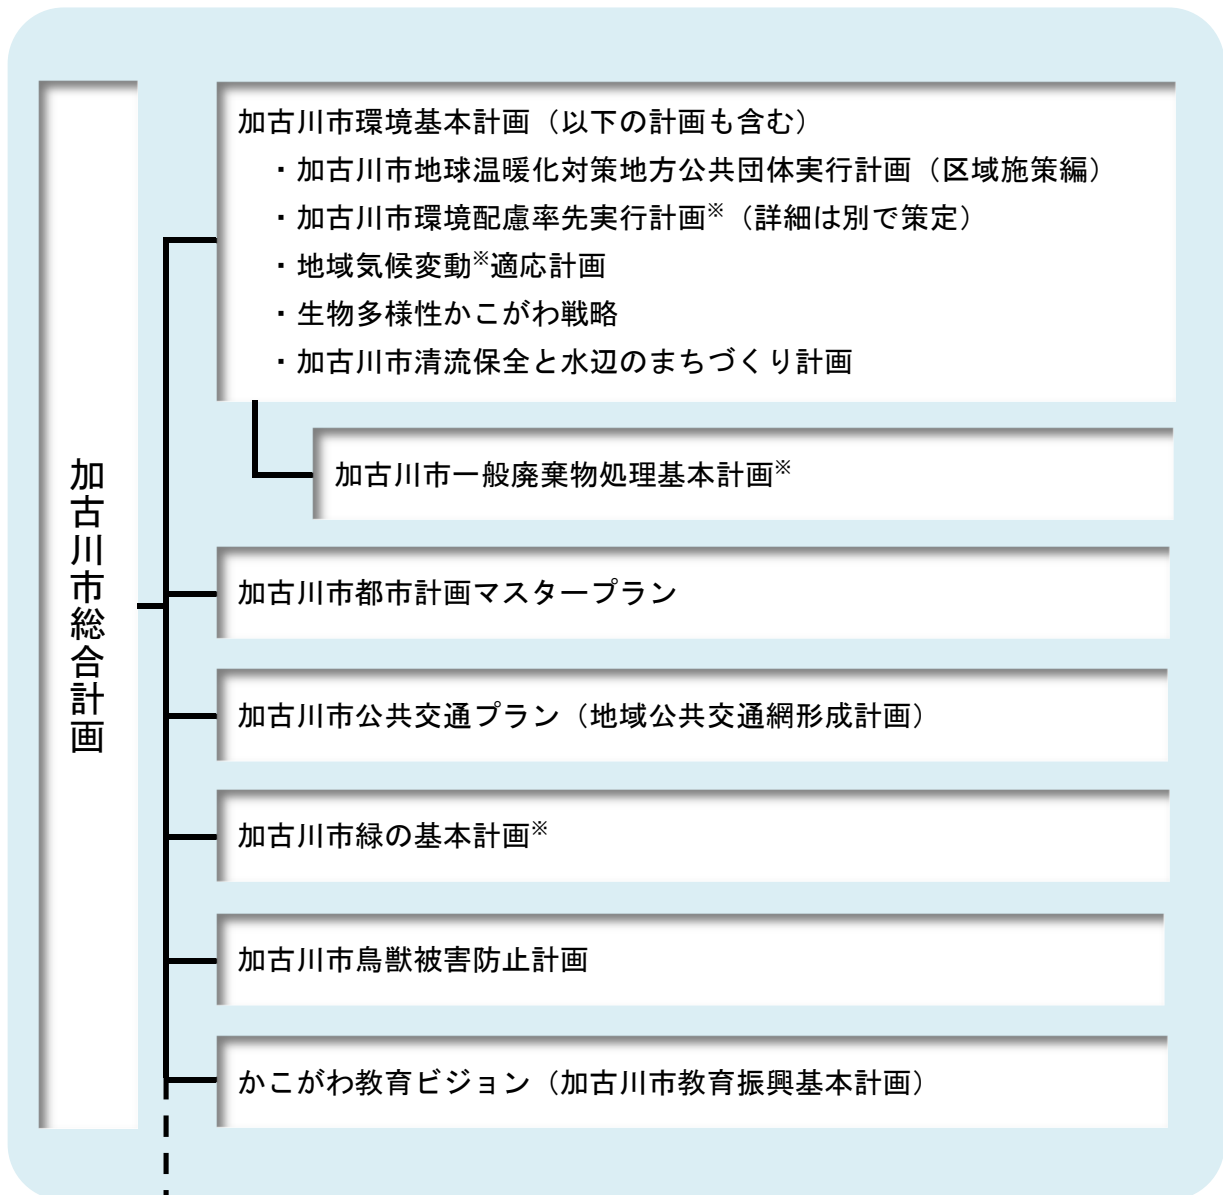 加古川市総合計画
加古川市環境基本計画（以下の計画も含む）
・加古川市地球温暖化対策地方公共団体実行計画（区域施策編）
・加古川市環境配慮率先実行計画※（詳細は別で策定）
・地域気候変動※適応計画
・生物多様性かこがわ戦略
・加古川市清流保全と水辺のまちづくり計画
加古川市一般廃棄物処理基本計画※
加古川市都市計画マスタープラン
加古川市公共交通プラン（地域公共交通網形成計画）
加古川市緑の基本計画※
加古川市鳥獣被害防止計画
かこがわ教育ビジョン（加古川市教育振興基本計画）